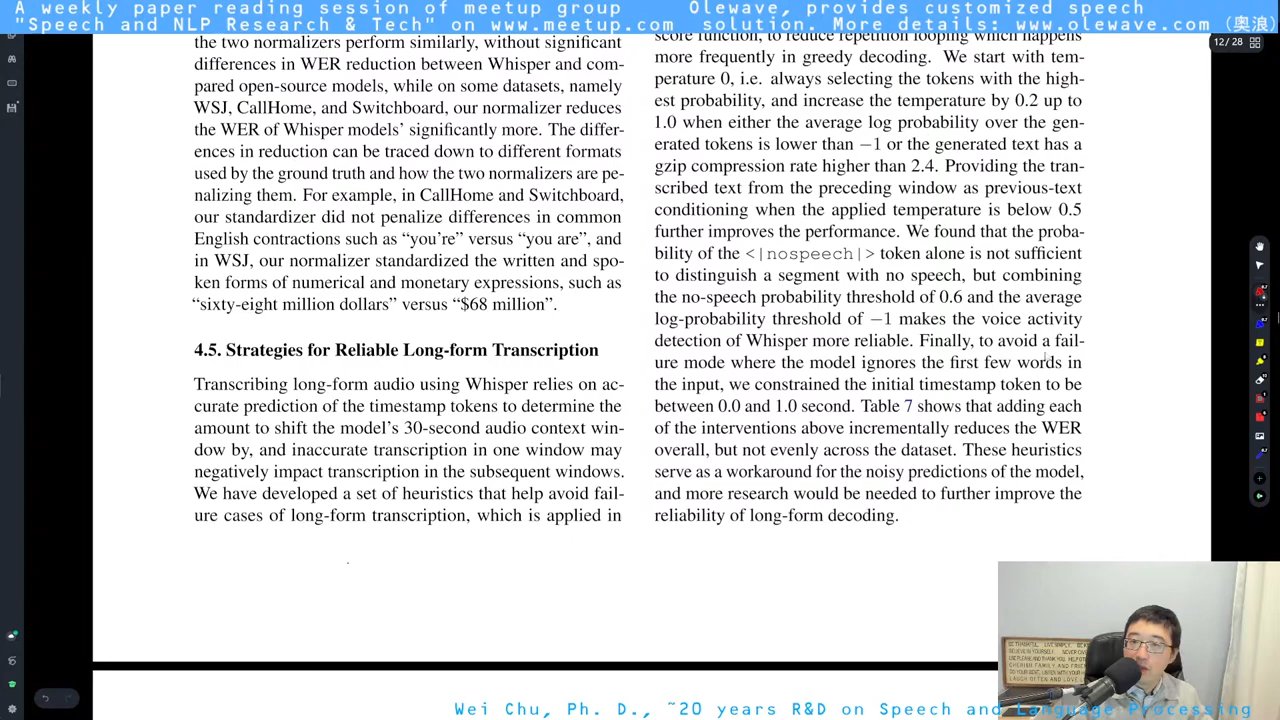 A weekly paper reading session of meetup group
"Speech and NLP Research & Tech" on www.meetup.com
Olewave, provides customized speech
solution. More details: www.olewave.com (奥浪)
12/28
the two normalizers perform similarly, without significant
differences in WER reduction between Whisper and com-
pared open-source models, while on some datasets, namely
WSJ, CallHome, and Switchboard, our normalizer reduces
the WER of Whisper models' significantly more. The differ-
ences in reduction can be traced down to different formats
used by the ground truth and how the two normalizers are pe-
nalizing them. For example, in CallHome and Switchboard,
our standardizer did not penalize differences in common
English contractions such as “you're” versus “you are”, and
in WSJ, our normalizer standardized the written and spo-
ken forms of numerical and monetary expressions, such as
“sixty-eight million dollars” versus “$68 million”.
4.5. Strategies for Reliable Long-form Transcription
Transcribing long-form audio using Whisper relies on ac-
curate prediction of the timestamp tokens to determine the
amount to shift the model's 30-second audio context win-
dow by, and inaccurate transcription in one window may
negatively impact transcription in the subsequent windows.
We have developed a set of heuristics that help avoid fail-
ure cases of long-form transcription, which is applied in
score function, to reduce repetition looping which happens
more frequently in greedy decoding. We start with tem-
perature 0, i.e. always selecting the tokens with the high-
est probability, and increase the temperature by 0.2 up to
1.0 when either the average log probability over the gen-
erated tokens is lower than −1 or the generated text has a
gzip compression rate higher than 2.4. Providing the tran-
scribed text from the preceding window as previous-text
conditioning when the applied temperature is below 0.5
further improves the performance. We found that the proba-
bility of the <|nospeech|> token alone is not sufficient
to distinguish a segment with no speech, but combining
the no-speech probability threshold of 0.6 and the average
log-probability threshold of −1 makes the voice activity
detection of Whisper more reliable. Finally, to avoid a fail-
ure mode where the model ignores the first few words in
the input, we constrained the initial timestamp token to be
between 0.0 and 1.0 second. Table 7 shows that adding each
of the interventions above incrementally reduces the WER
overall, but not evenly across the dataset. These heuristics
serve as a workaround for the noisy predictions of the model,
and more research would be needed to further improve the
reliability of long-form decoding.
Wei Chu, Ph. D., ~20 years R&D on Speech and Language Processing